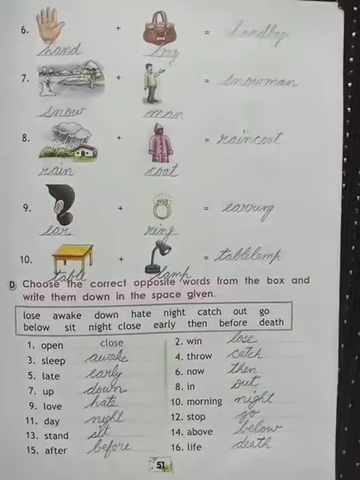 6. + = handbag
hand bag
7. + = snowman
snow man
8. + = raincoat
rain coat
9. + = earring
ear ring
10. + = tablelamp
table lamp
D Choose the correct opposite words from the box and
write them down in the space given.
lose awake down hate night catch out go
below sit night close early then before death
1. open close 2. win lose
3. sleep awake 4. throw catch
5. late early 6. now then
7. up down 8. in out
9. love hate 10. morning night
11. day night 12. stop go
13. stand sit 14. above below
15. after before 16. life death
51